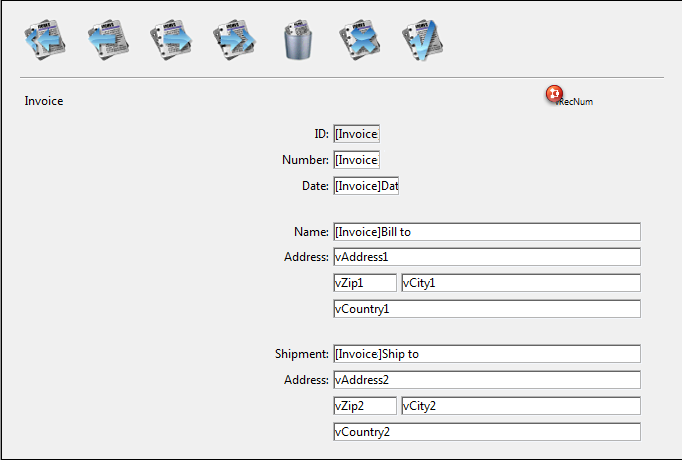 Invoice
vRecNum
ID: [Invoice
Number: [Invoice
Date: [Invoice]Dat
Name: [Invoice]Bill to
Address: vAddress1
vZip1 vCity1
vCountry1
Shipment: [Invoice]Ship to
Address: vAddress2
vZip2 vCity2
vCountry2